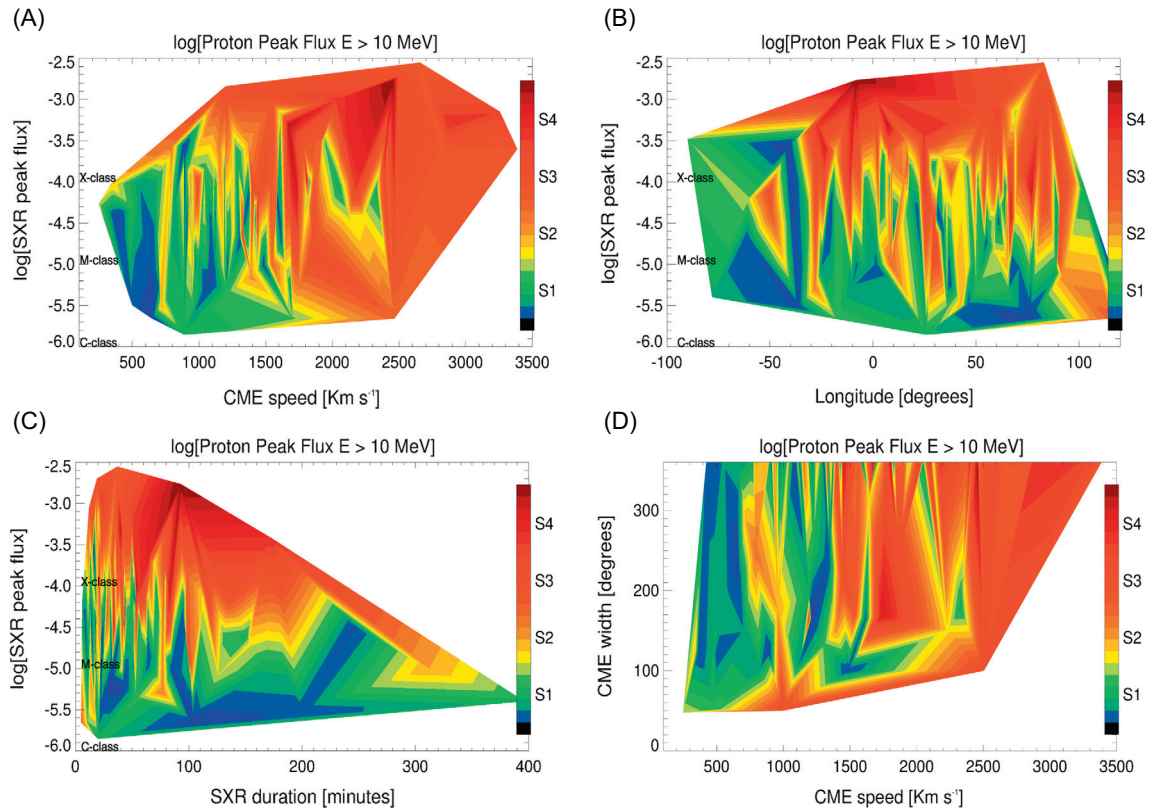 (A)
log[Proton Peak Flux E > 10 MeV]
log[SXR peak flux]
-2.5
-3.0
-3.5
-4.0
-4.5
-5.0
-5.5
-6.0
X-class
M-class
C-class
S4
S3
S2
S1
500 1000 1500 2000 2500 3000 3500
CME speed [Km s⁻¹]
(B)
log[Proton Peak Flux E > 10 MeV]
log[SXR peak flux]
-2.5
-3.0
-3.5
-4.0
-4.5
-5.0
-5.5
-6.0
X-class
M-class
C-class
S4
S3
S2
S1
-100 -50 0 50 100
Longitude [degrees]
(C)
log[Proton Peak Flux E > 10 MeV]
log[SXR peak flux]
-2.5
-3.0
-3.5
-4.0
-4.5
-5.0
-5.5
-6.0
X-class
M-class
C-class
S4
S3
S2
S1
0 100 200 300 400
SXR duration [minutes]
(D)
log[Proton Peak Flux E > 10 MeV]
CME width [degrees]
300
200
100
0
S4
S3
S2
S1
500 1000 1500 2000 2500 3000 3500
CME speed [Km s⁻¹]